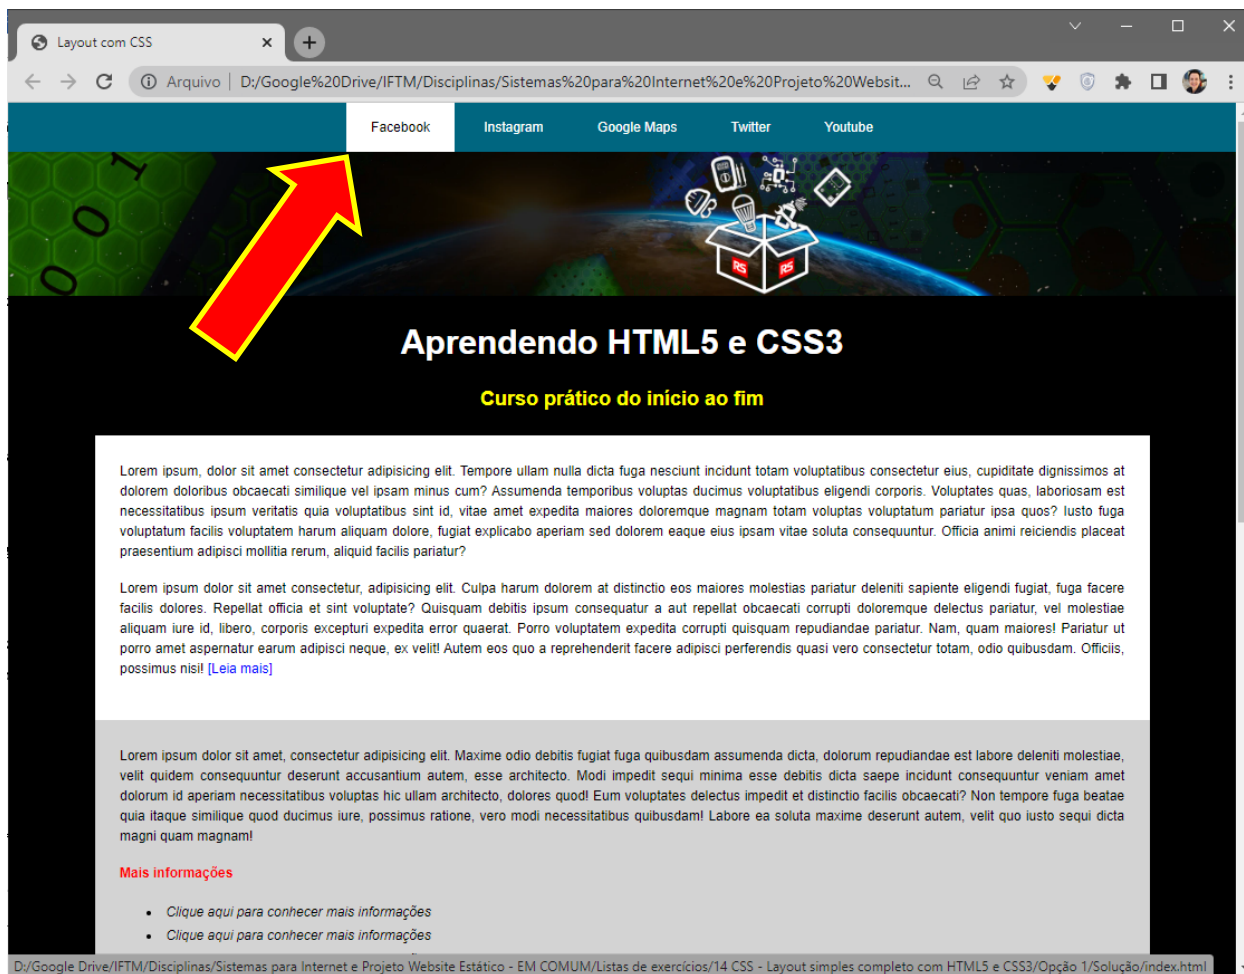 Layout com CSS
Arquivo | D:/Google%20Drive/IFTM/Disciplinas/Sistemas%20para%20Internet%20e%20Projeto%20Websit...
Facebook Instagram Google Maps Twitter Youtube
RS RS
Aprendendo HTML5 e CSS3
Curso prático do início ao fim
Lorem ipsum, dolor sit amet consectetur adipisicing elit. Tempore ullam nulla dicta fuga nesciunt incidunt totam voluptatibus consectetur eius, cupiditate dignissimos at
dolorem doloribus obcaecati similique vel ipsam minus cum? Assumenda temporibus voluptas ducimus voluptatibus eligendi corporis. Voluptates quas, laboriosam est
necessitatibus ipsum veritatis quia voluptatibus sint id, vitae amet expedita maiores doloremque magnam totam voluptas voluptatum pariatur ipsa quos? Iusto fuga
voluptatum facilis voluptatem harum aliquam dolore, fugiat explicabo aperiam sed dolorem eaque eius ipsam vitae soluta consequuntur. Officia animi reiciendis placeat
praesentium adipisci mollitia rerum, aliquid facilis pariatur?
Lorem ipsum dolor sit amet consectetur, adipisicing elit. Culpa harum dolorem at distinctio eos maiores molestias pariatur deleniti sapiente eligendi fugiat, fuga facere
facilis dolores. Repellat officia et sint voluptate? Quisquam debitis ipsum consequatur a aut repellat obcaecati corrupti doloremque delectus pariatur, vel molestiae
aliquam iure id, libero, corporis excepturi expedita error quaerat. Porro voluptatem expedita corrupti quisquam repudiandae pariatur. Nam, quam maiores! Pariatur ut
porro amet aspernatur earum adipisci neque, ex velit! Autem eos quo a reprehenderit facere adipisci perferendis quasi vero consectetur totam, odio quibusdam. Officiis,
possimus nisi! [Leia mais]
Lorem ipsum dolor sit amet, consectetur adipisicing elit. Maxime odio debitis fugiat fuga quibusdam assumenda dicta, dolorum repudiandae est labore deleniti molestiae,
velit quidem consequuntur deserunt accusantium autem, esse architecto. Modi impedit sequi minima esse debitis dicta saepe incidunt consequuntur veniam amet
dolorum id aperiam necessitatibus voluptas hic ullam architecto, dolores quod! Eum voluptates delectus impedit et distinctio facilis obcaecati? Non tempore fuga beatae
quia itaque similique quod ducimus iure, possimus ratione, vero modi necessitatibus quibusdam! Labore ea soluta maxime deserunt autem, velit quo iusto sequi dicta
magni quam magnam!
Mais informações
• Clique aqui para conhecer mais informações
• Clique aqui para conhecer mais informações
D:/Google Drive/IFTM/Disciplinas/Sistemas para Internet e Projeto Website Estático - EM COMUM/Listas de exercícios/14 CSS - Layout simples completo com HTML5 e CSS3/Opção 1/Solução/index.html